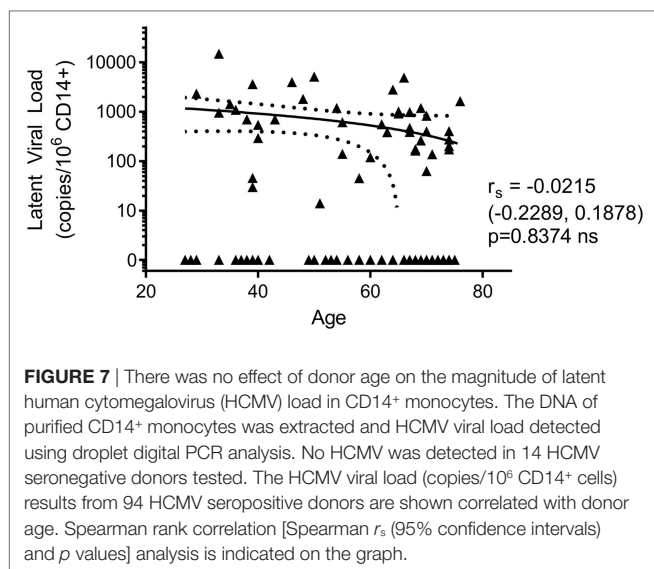 Latent Viral Load
(copies/10⁶ CD14+)
10000
1000
100
10
0
20
40
60
80
Age
rs = -0.0215
(-0.2289, 0.1878)
p=0.8374 ns
FIGURE 7 | There was no effect of donor age on the magnitude of latent
human cytomegalovirus (HCMV) load in CD14⁺ monocytes. The DNA of
purified CD14⁺ monocytes was extracted and HCMV viral load detected
using droplet digital PCR analysis. No HCMV was detected in 14 HCMV
seronegative donors tested. The HCMV viral load (copies/10⁶ CD14⁺ cells)
results from 94 HCMV seropositive donors are shown correlated with donor
age. Spearman rank correlation [Spearman rs (95% confidence intervals)
and p values] analysis is indicated on the graph.